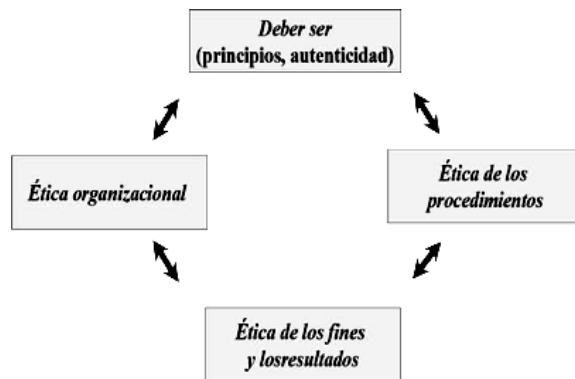 Deber ser
(principios, autenticidad)
Ética organizacional
Ética de los
procedimientos
Ética de los fines
y losresultados